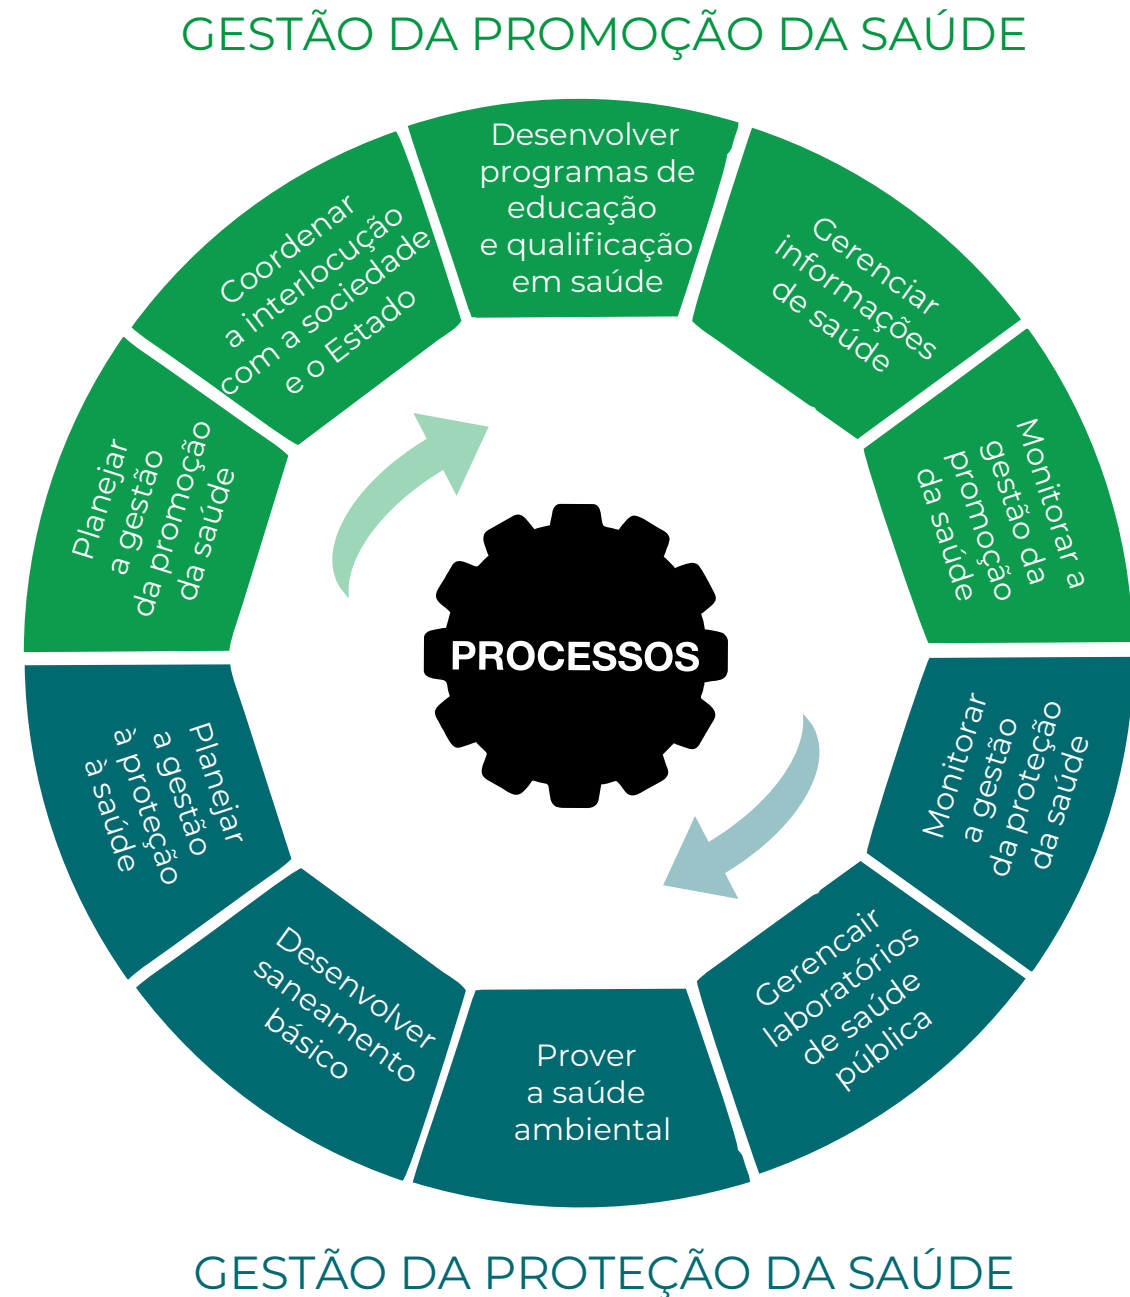 GESTÃO DA PROMOÇÃO DA SAÚDE
Planejar
a gestão
da promoção
da saúde
Coordenar
a interlocução
com a sociedade
e o Estado
Desenvolver
programas de
educação
e qualificação
em saúde
Gerenciar
informações
de saúde
Monitorar a
gestão da
promoção
da saúde
PROCESSOS
Planejar
a gestão
à proteção
à saúde
Desenvolver
saneamento
básico
Prover
a saúde
ambiental
Gerencair
laboratórios
de saúde
pública
Monitorar
a gestão
da proteção
da saúde
GESTÃO DA PROTEÇÃO DA SAÚDE